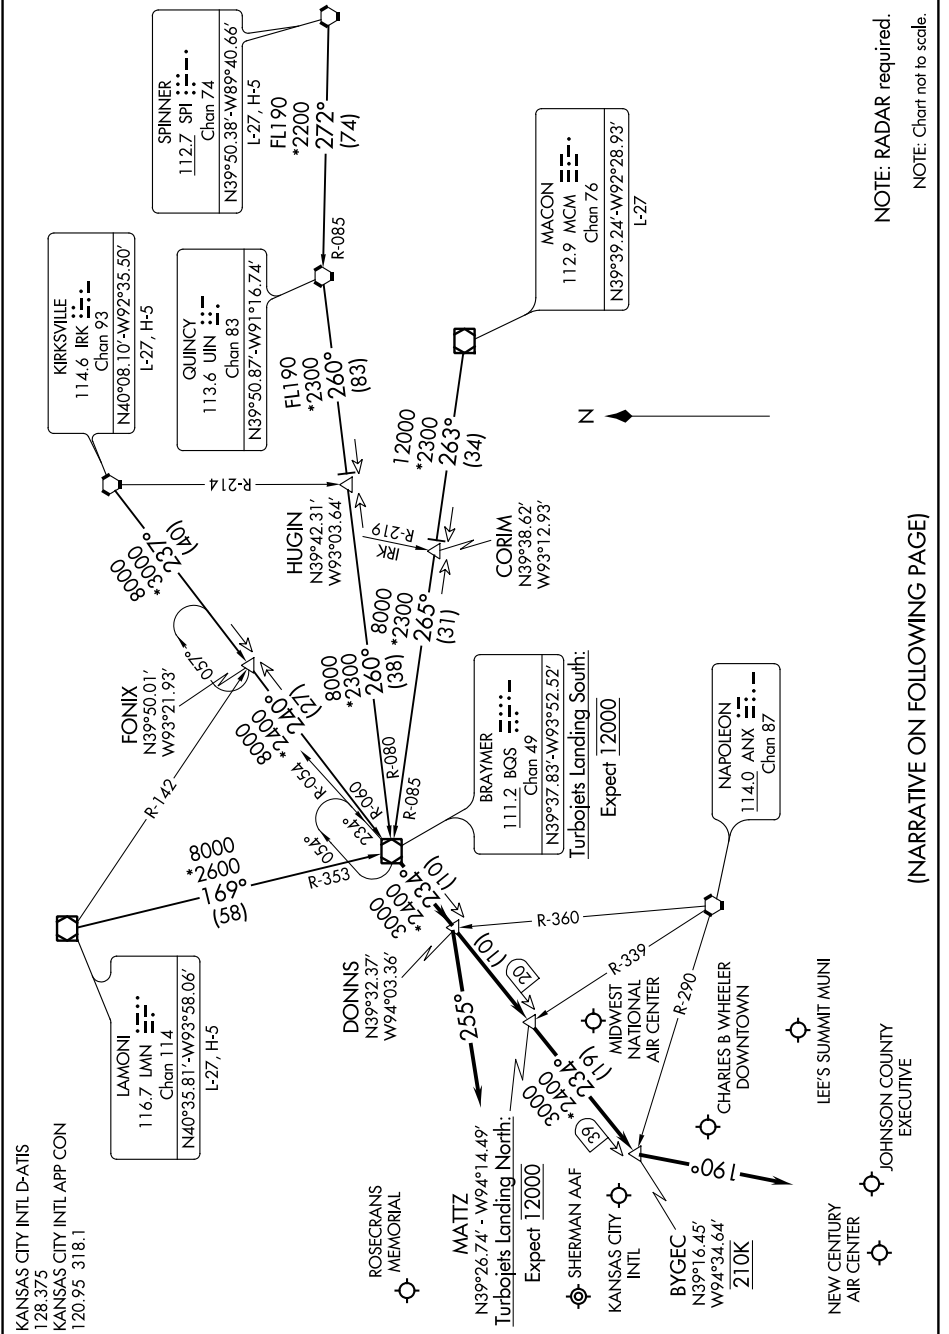 KANSAS CITY INTL D-ATIS
128.375
KANSAS CITY INTL APP CON
120.95 318.1
LAMONI
116.7 LMN
Chan 114
N40°35.81'-W93°58.06'
L-27, H-5
KIRKSVILLE
114.6 IRK
Chan 93
N40°08.10'-W92°35.50'
L-27, H-5
SPINNER
112.7 SPI
Chan 74
N39°50.38'-W89°40.66'
L-27, H-5
QUINCY
113.6 UIN
Chan 83
N39°50.87'-W91°16.74'
FL190
*2200
272°
(74)
R-085
FL190
*2300
260°
(83)
MACON
112.9 MCM
Chan 76
N39°39.24'-W92°28.93'
L-27
12000
*2300
263°
(34)
R-214
HUGIN
N39°42.31'
W93°03.64'
IRK
R-219
CORIM
N39°38.62'
W93°12.93'
8000
*3000
237°
(40)
057°
FONIX
N39°50.01'
W93°21.93'
8000
*2400
240°
(27)
R-054
R-060
8000
*2300
260°
(38)
R-080
8000
*2300
265°
(31)
R-085
R-142
8000
*2600
169°
(58)
R-353
054°
234°
BRAYMER
111.2 BQS
Chan 49
N39°37.83'-W93°52.52'
Turbojets Landing South:
Expect 12000
3000
*2400
234°
(10)
DONNS
N39°32.37'
W94°03.36'
255°
(10)
20
MATTZ
N39°26.74' - W94°14.49'
Turbojets Landing North:
Expect 12000
3000
*2400
234°
(19)
39
BYGEC
N39°16.45'
W94°34.64'
210K
190°
NAPOLEON
114.0 ANX
Chan 87
R-360
R-339
R-290
ROSECRANS
MEMORIAL
SHERMAN AAF
KANSAS CITY
INTL
MIDWEST
NATIONAL
AIR CENTER
CHARLES B WHEELER
DOWNTOWN
LEE'S SUMMIT MUNI
JOHNSON COUNTY
EXECUTIVE
NEW CENTURY
AIR CENTER
N
NOTE: RADAR required.
NOTE: Chart not to scale.
(NARRATIVE ON FOLLOWING PAGE)